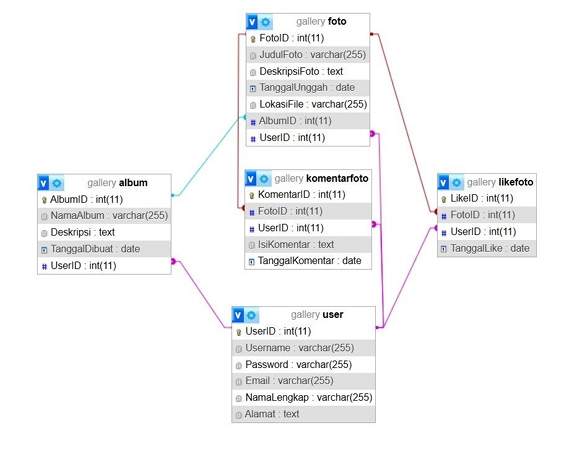 gallery foto
FotoID : int(11)
JudulFoto : varchar(255)
DeskripsiFoto : text
TanggalUnggah : date
LokasiFile : varchar(255)
AlbumID : int(11)
UserID : int(11)
gallery album
AlbumID : int(11)
NamaAlbum : varchar(255)
Deskripsi : text
TanggalDibuat : date
UserID : int(11)
gallery komentarfoto
KomentarID : int(11)
FotoID : int(11)
UserID : int(11)
IsiKomentar : text
TanggalKomentar : date
gallery likefoto
LikeID : int(11)
FotoID : int(11)
UserID : int(11)
TanggalLike : date
gallery user
UserID : int(11)
Username : varchar(255)
Password : varchar(255)
Email : varchar(255)
NamaLengkap : varchar(255)
Alamat : text